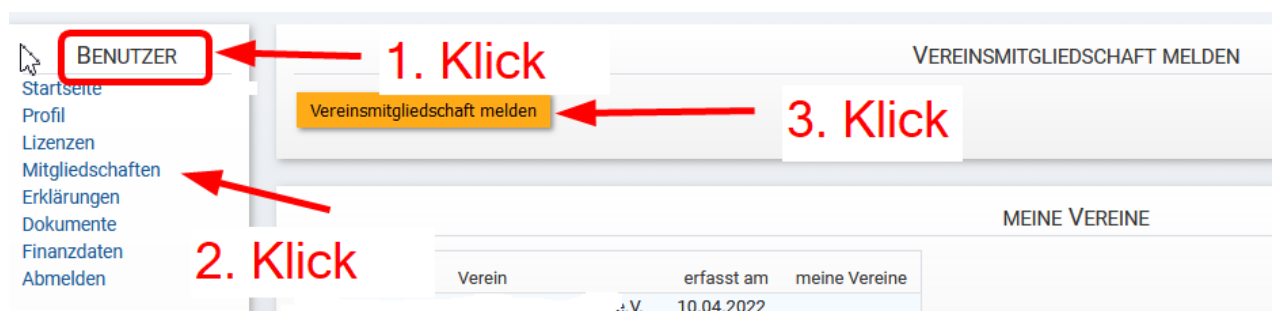 BENUTZER
1. Klick
Startseite
Profil
Lizenzen
Mitgliedschaften
Erklärungen
Dokumente
Finanzdaten
Abmelden
2. Klick
VEREINSMITGLIEDSCHAFT MELDEN
Vereinsmitgliedschaft melden
3. Klick
MEINE VEREINE
Verein erfasst am meine Vereine
e.V. 10.04.2022